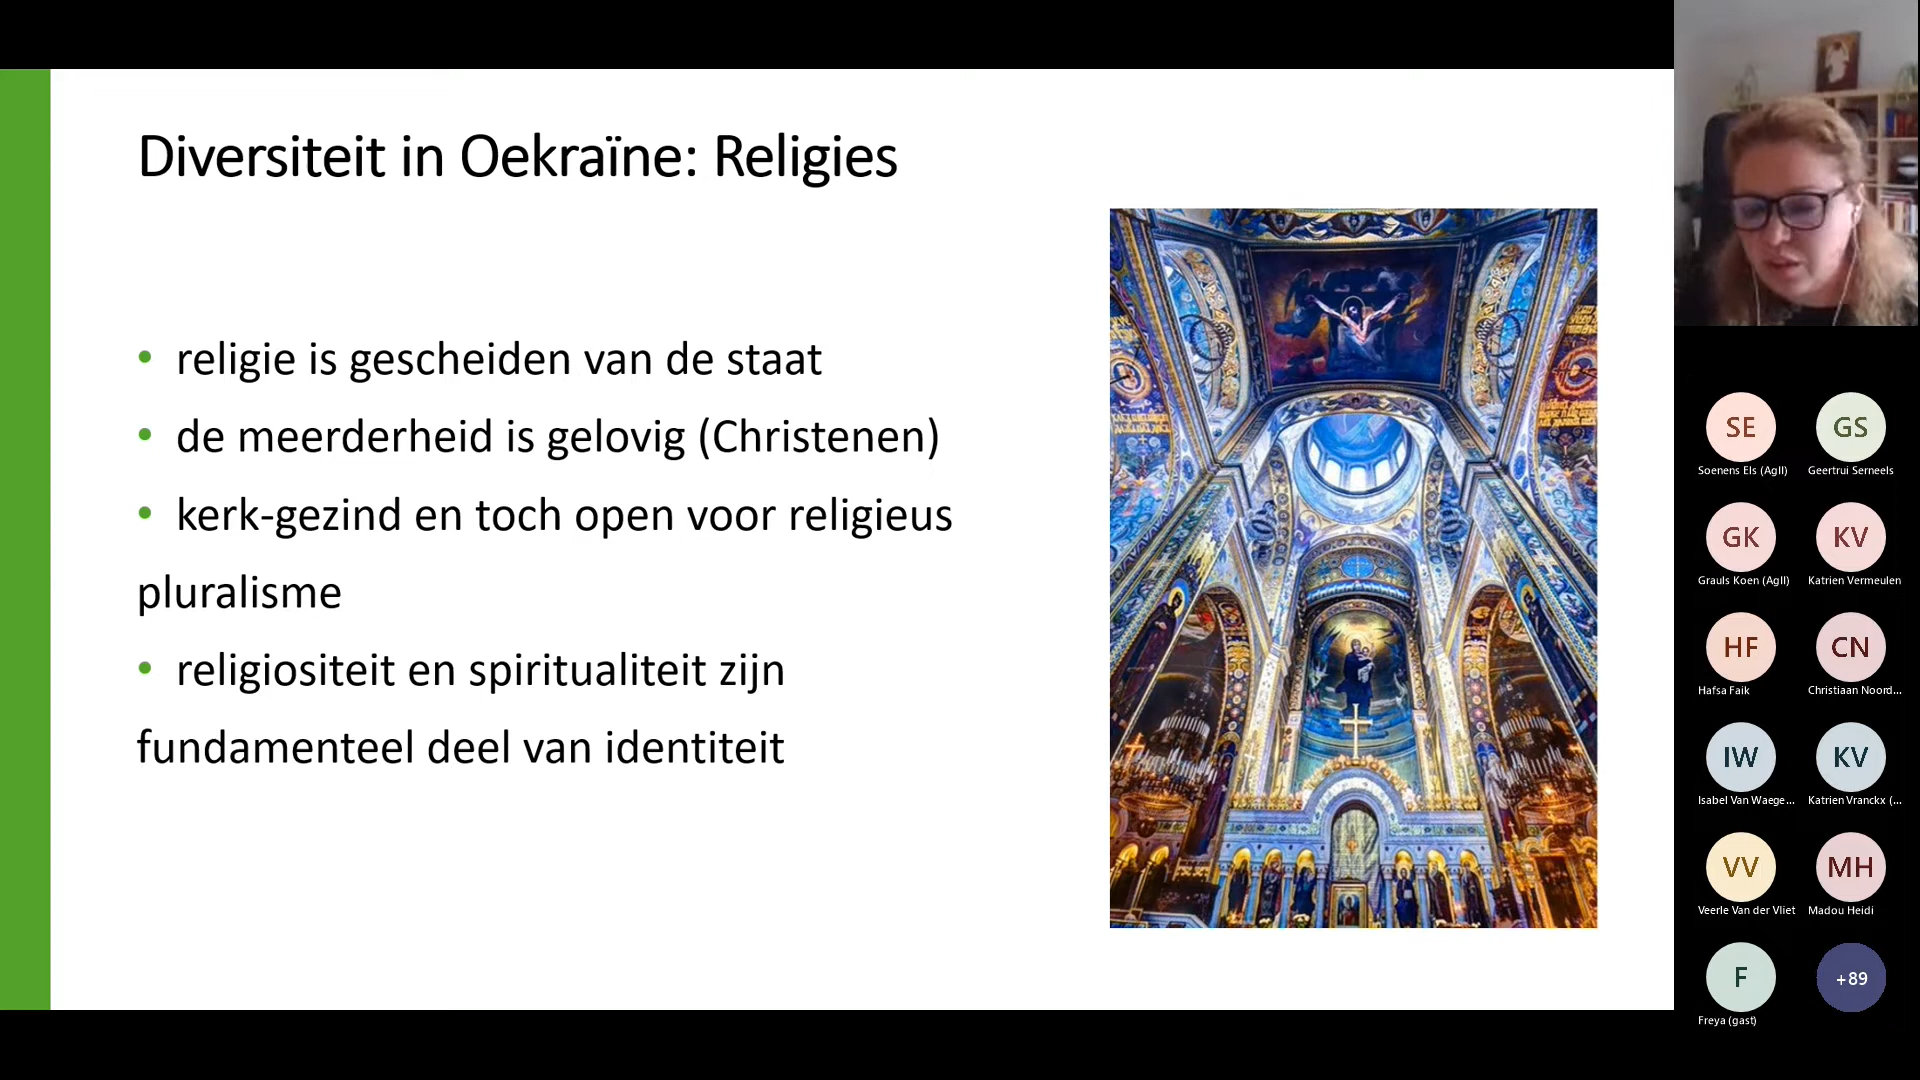 Diversiteit in Oekraïne: Religies
• religie is gescheiden van de staat
• de meerderheid is gelovig (Christenen)
• kerk-gezind en toch open voor religieus
pluralisme
• religiositeit en spiritualiteit zijn
fundamenteel deel van identiteit
SE
GS
Soenens Els (AgII)
Geertrui Serneels
GK
KV
Grauls Koen (AgII)
Katrien Vermeulen
HF
CN
Hafsa Faik
Christiaan Noord...
IW
KV
Isabel Van Waege...
Katrien Vranckx (...
VV
MH
Veerle Van der Vliet
Madou Heidi
F
+89
Freya (gast)